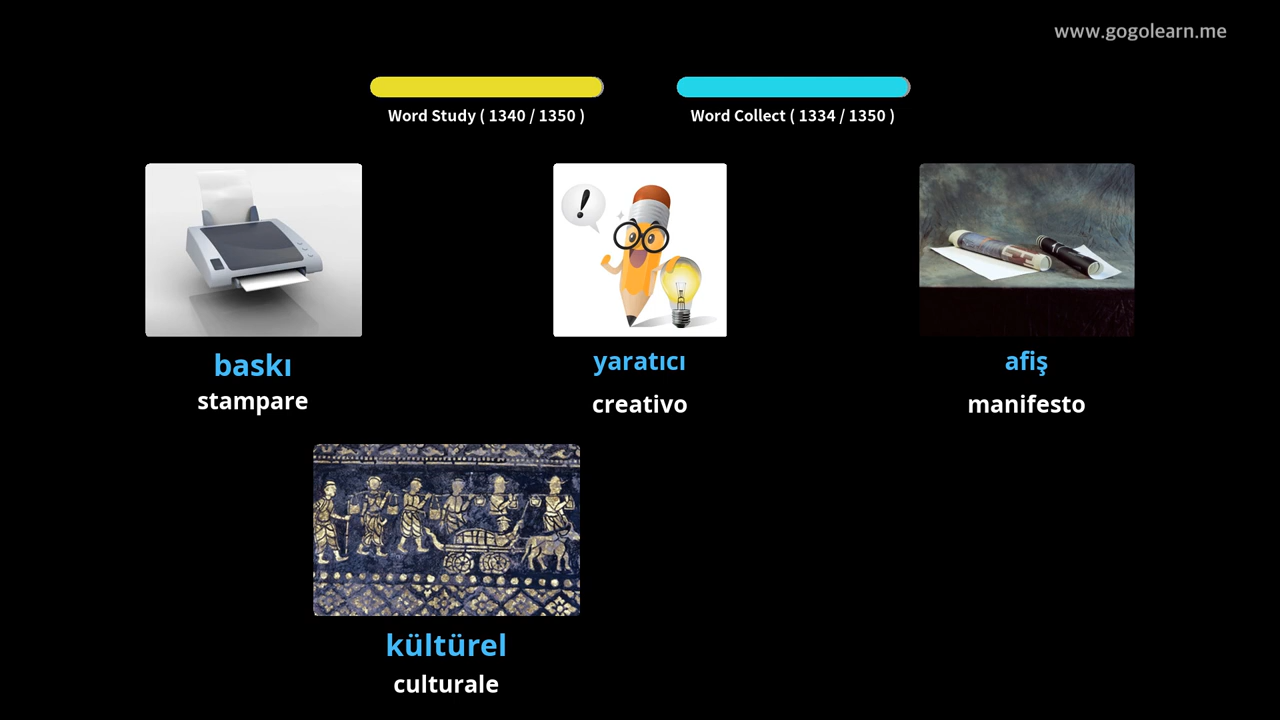 www.gogolearn.me
Word Study ( 1340 / 1350 )
Word Collect ( 1334 / 1350 )
baskı
stampare
yaratıcı
creativo
afiş
manifesto
kültürel
culturale